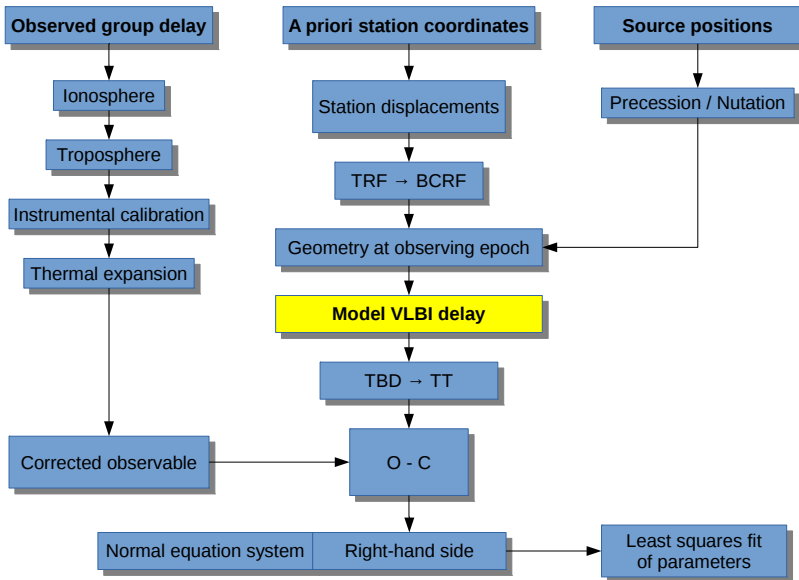 Observed group delay
A priori station coordinates
Source positions
Ionosphere
Station displacements
Precession / Nutation
Troposphere
TRF → BCRF
Instrumental calibration
Geometry at observing epoch
Thermal expansion
Model VLBI delay
TBD → TT
Corrected observable
O - C
Normal equation system
Right-hand side
Least squares fit
of parameters